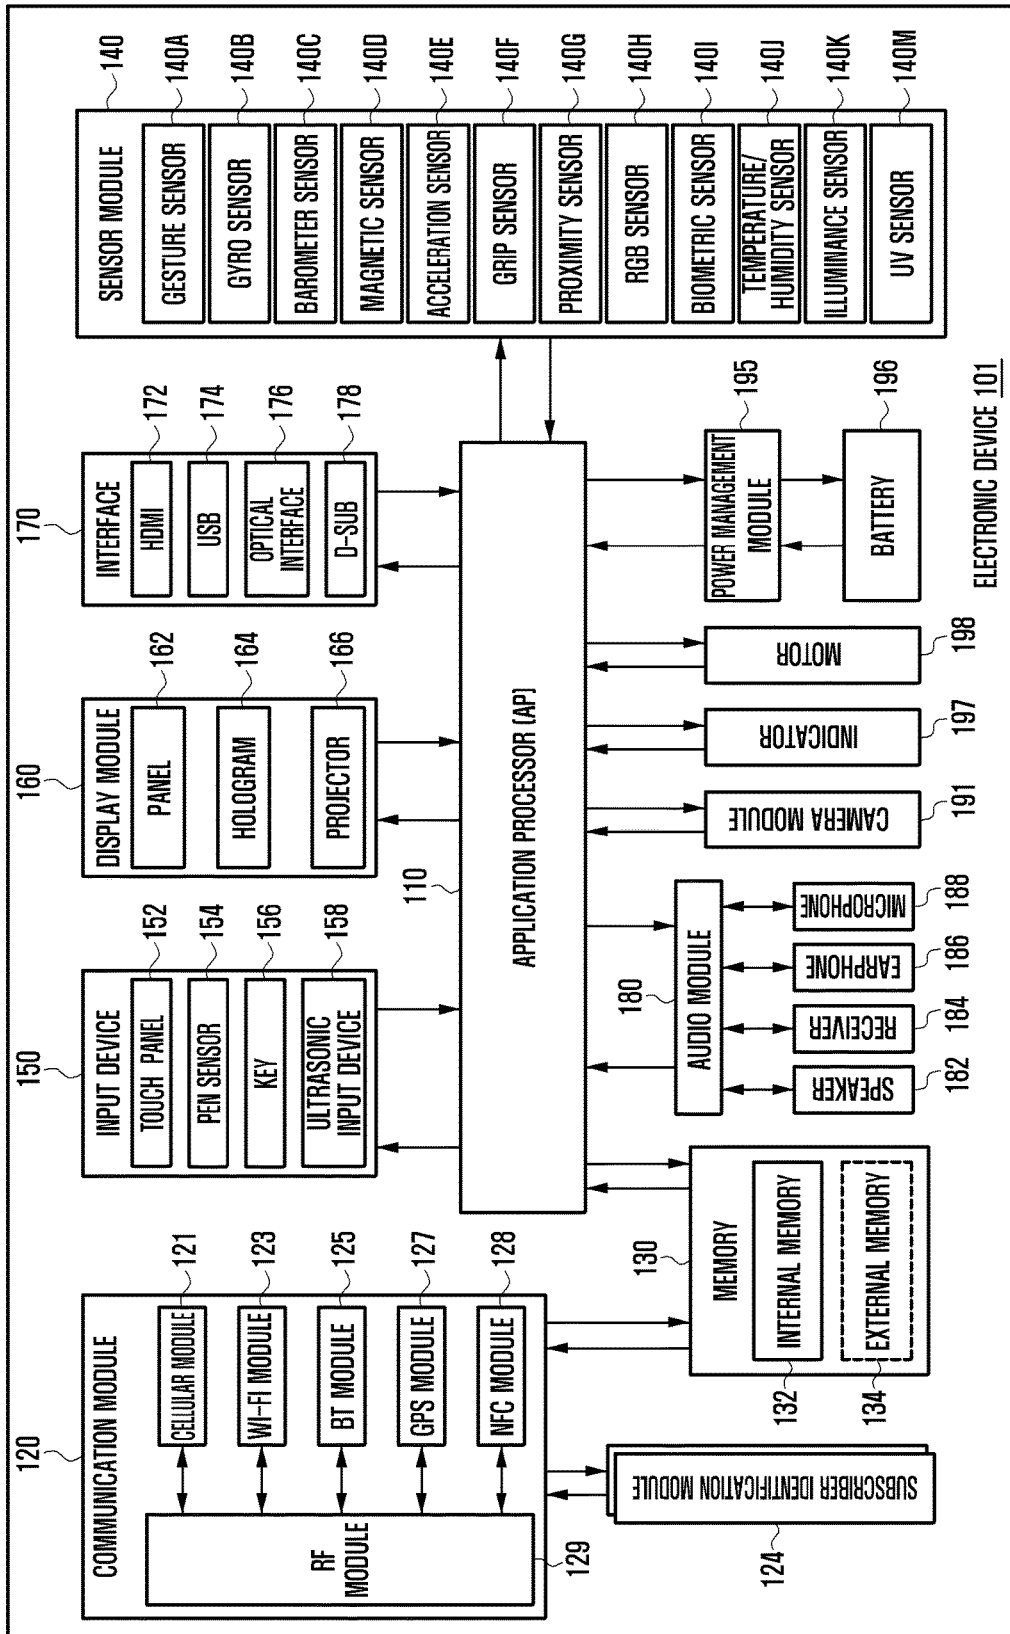 120
COMMUNICATION MODULE
RF
MODULE
129
CELLULAR MODULE
121
WI-FI MODULE
123
BT MODULE
125
GPS MODULE
127
NFC MODULE
128
150
INPUT DEVICE
TOUCH PANEL
152
PEN SENSOR
154
KEY
156
ULTRASONIC
INPUT DEVICE
158
160
DISPLAY MODULE
PANEL
162
HOLOGRAM
164
PROJECTOR
166
170
INTERFACE
HDMI
172
USB
174
OPTICAL
INTERFACE
176
D-SUB
178
SENSOR MODULE
140
GESTURE SENSOR
140A
GYRO SENSOR
140B
BAROMETER SENSOR
140C
MAGNETIC SENSOR
140D
ACCELERATION SENSOR
140E
GRIP SENSOR
140F
PROXIMITY SENSOR
140G
RGB SENSOR
140H
BIOMETRIC SENSOR
140I
TEMPERATURE/
HUMIDITY SENSOR
140J
ILLUMINANCE SENSOR
140K
UV SENSOR
140M
110
APPLICATION PROCESSOR (AP)
SUBSCRIBER IDENTIFICATION MODULE
124
130
MEMORY
INTERNAL MEMORY
132
EXTERNAL MEMORY
134
180
AUDIO MODULE
SPEAKER
182
RECEIVER
184
EARPHONE
186
MICROPHONE
188
CAMERA MODULE
191
INDICATOR
197
MOTOR
198
POWER MANAGEMENT
MODULE
195
BATTERY
196
ELECTRONIC DEVICE 101